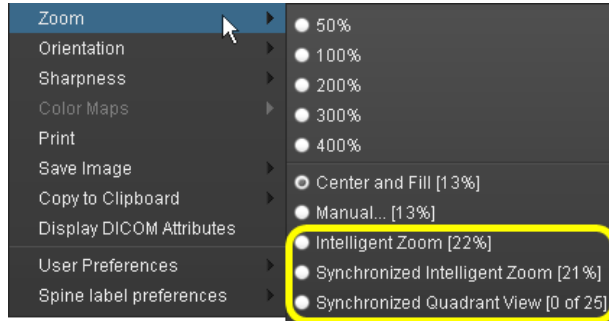 Zoom
Orientation
Sharpness
Color Maps
Print
Save Image
Copy to Clipboard
Display DICOM Attributes
User Preferences
Spine label preferences
50%
100%
200%
300%
400%
Center and Fill [13%]
Manual... [13%]
Intelligent Zoom [22%]
Synchronized Intelligent Zoom [21%]
Synchronized Quadrant View [0 of 25]